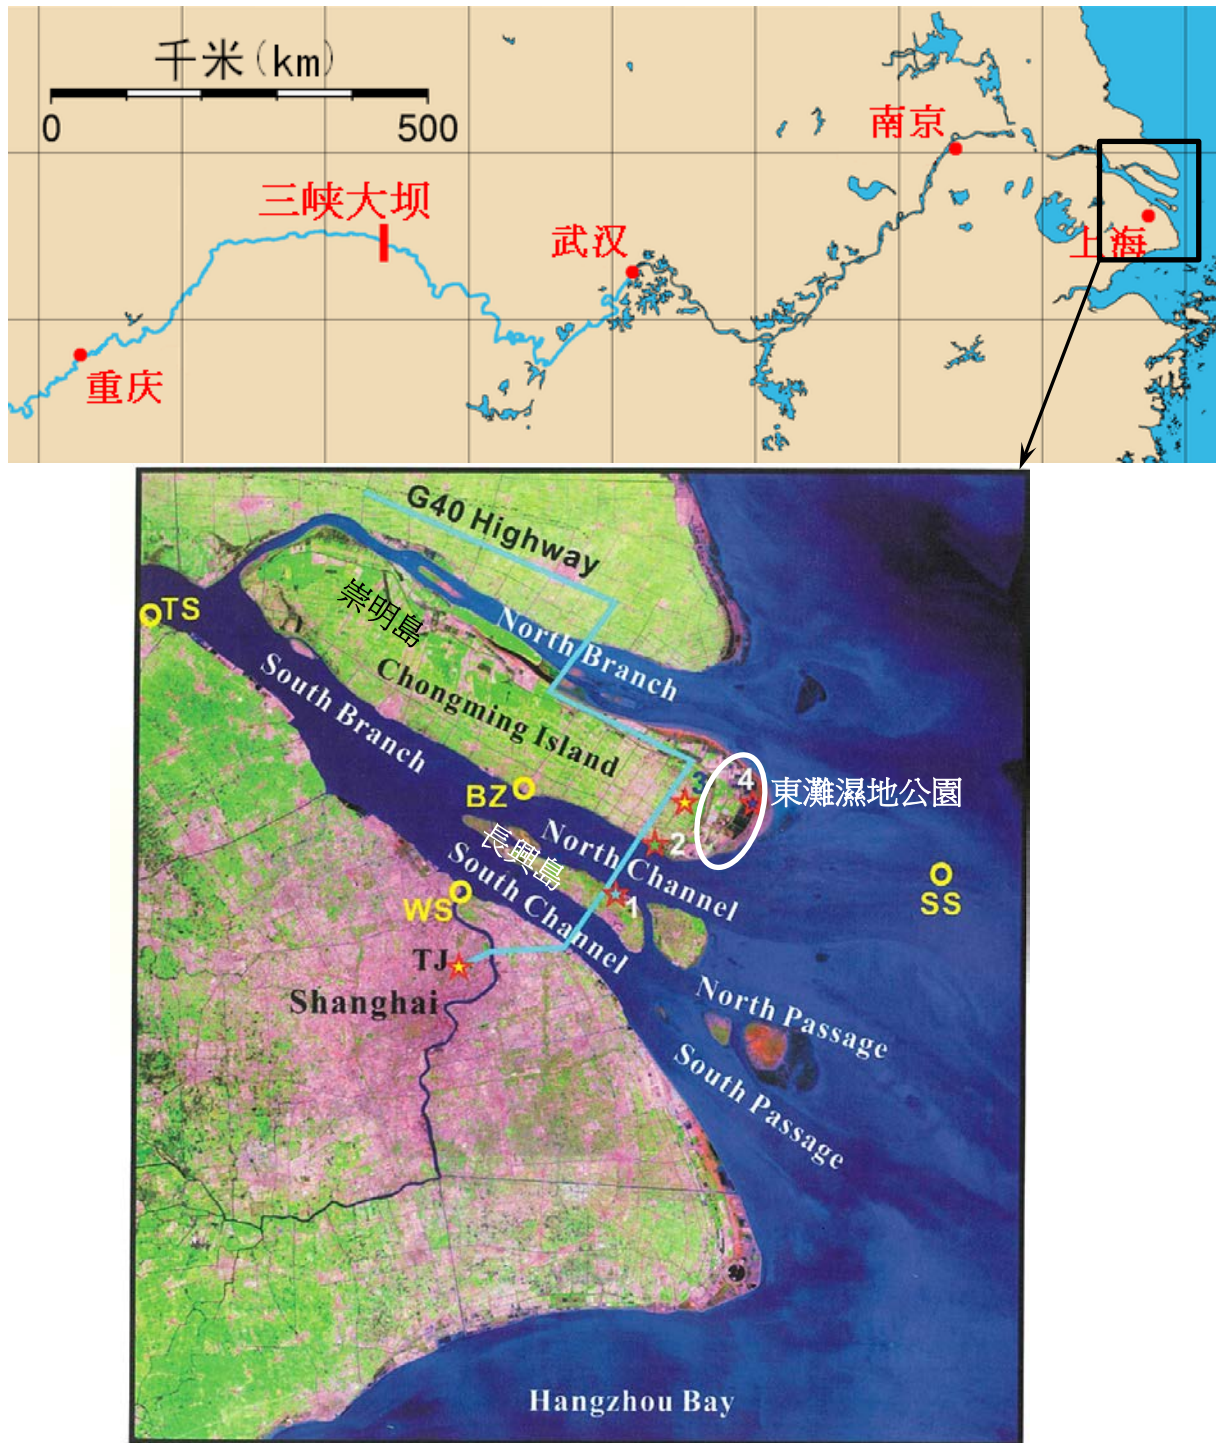 千米(km)
0
500
南京
三峡大坝
武汉
上海
重庆
G40 Highway
TS
崇明島
North Branch
South Branch
Chongming Island
BZ
3
4
東灘濕地公園
2
長興島
North Channel
South Channel
WS
1
SS
TJ
Shanghai
North Passage
South Passage
Hangzhou Bay